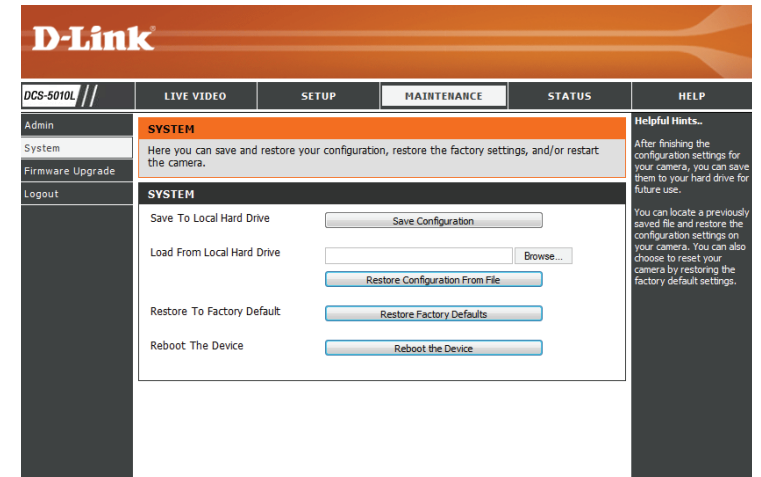 D-Link
DCS-5010L
LIVE VIDEO
SETUP
MAINTENANCE
STATUS
HELP
Admin
System
Firmware Upgrade
Logout
SYSTEM
Here you can save and restore your configuration, restore the factory settings, and/or restart
the camera.
SYSTEM
Save To Local Hard Drive
Save Configuration
Load From Local Hard Drive
Browse...
Restore Configuration From File
Restore To Factory Default
Restore Factory Defaults
Reboot The Device
Reboot the Device
Helpful Hints..
After finishing the
configuration settings for
your camera, you can save
them to your hard drive for
future use.
You can locate a previously
saved file and restore the
configuration settings on
your camera. You can also
choose to reset your
camera by restoring the
factory default settings.